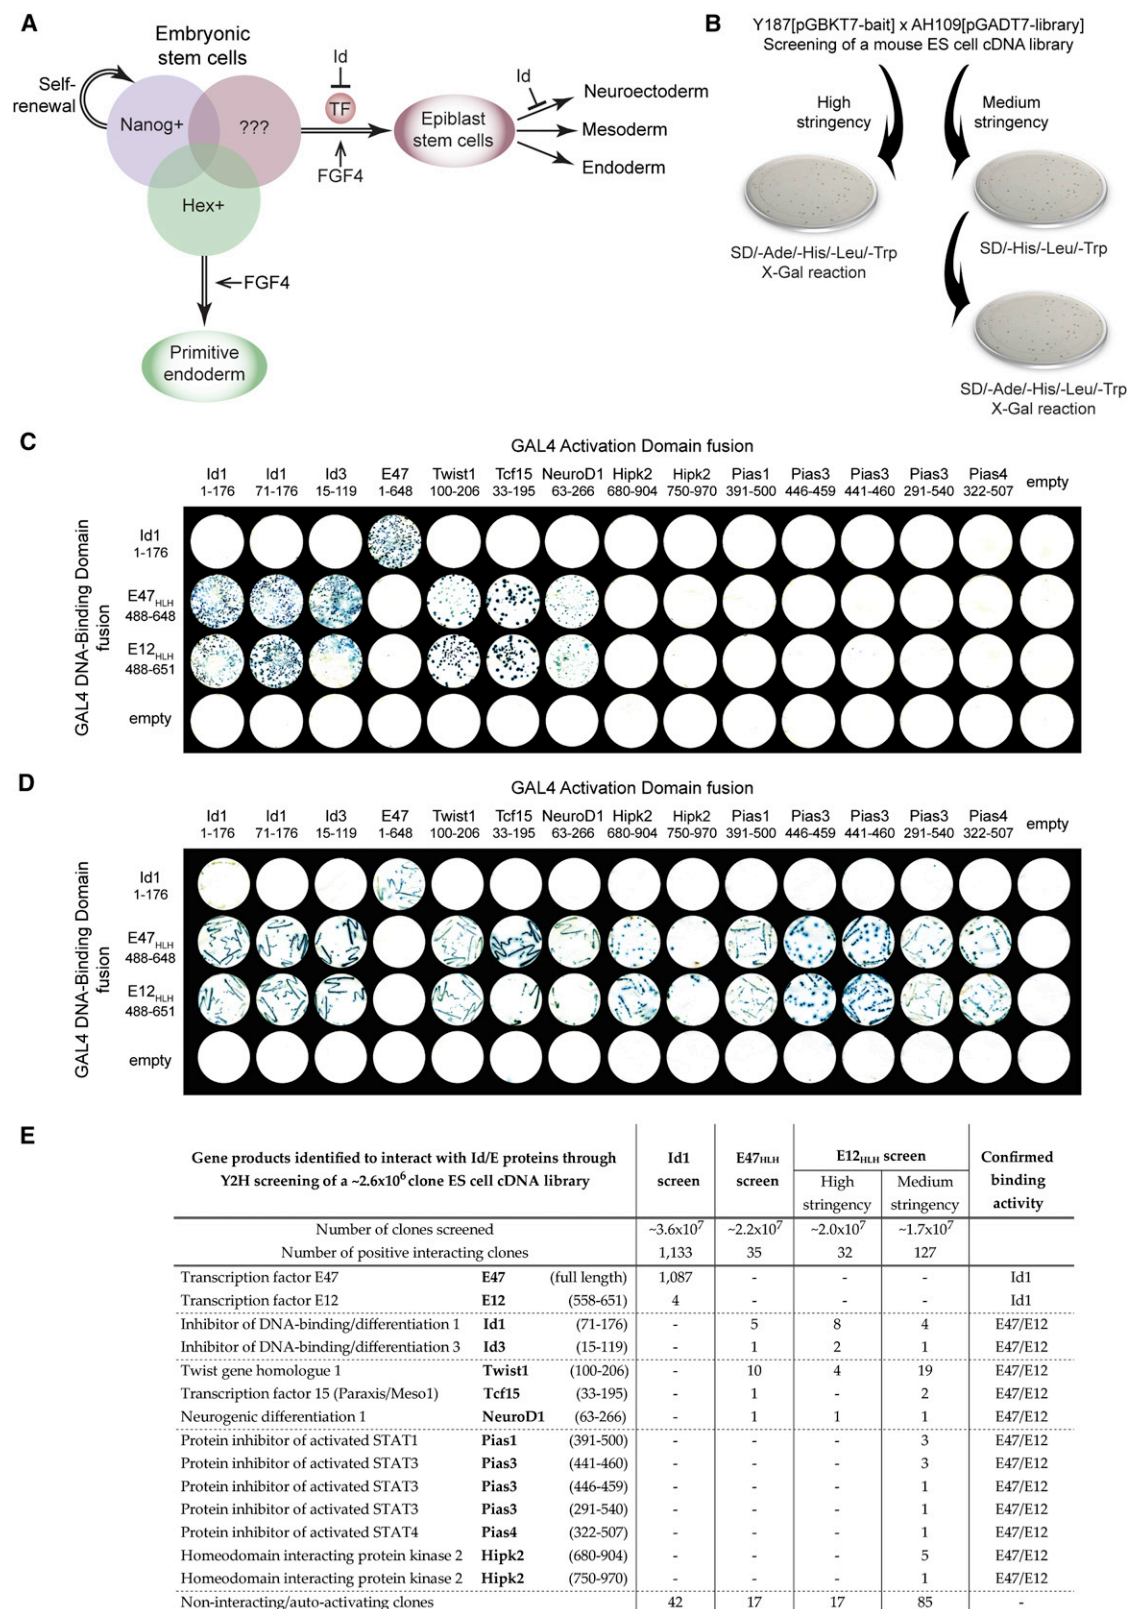 A
Embryonic
stem cells
Self-
renewal
Nanog+
???
Hex+
Id
TF
FGF4
Epiblast
stem cells
Id
Neuroectoderm
Mesoderm
Endoderm
FGF4
Primitive
endoderm
B
Y187[pGBKT7-bait] x AH109[pGADT7-library]
Screening of a mouse ES cell cDNA library
High
stringency
Medium
stringency
SD/-Ade/-His/-Leu/-Trp
X-Gal reaction
SD/-His/-Leu/-Trp
SD/-Ade/-His/-Leu/-Trp
X-Gal reaction
C
GAL4 Activation Domain fusion
Id1 Id1 Id3 E47 Twist1 Tcf15 NeuroD1 Hipk2 Hipk2 Pias1 Pias3 Pias3 Pias3 Pias4 empty
1-176 71-176 15-119 1-648 100-206 33-195 63-266 680-904 750-970 391-500 446-459 441-460 291-540 322-507
GAL4 DNA-Binding Domain
fusion
Id1
1-176
E47HLH
488-648
E12HLH
488-651
empty
D
GAL4 Activation Domain fusion
Id1 Id1 Id3 E47 Twist1 Tcf15 NeuroD1 Hipk2 Hipk2 Pias1 Pias3 Pias3 Pias3 Pias4 empty
1-176 71-176 15-119 1-648 100-206 33-195 63-266 680-904 750-970 391-500 446-459 441-460 291-540 322-507
GAL4 DNA-Binding Domain
fusion
Id1
1-176
E47HLH
488-648
E12HLH
488-651
empty
E
Gene products identified to interact with Id/E proteins through
Y2H screening of a ~2.6x10⁶ clone ES cell cDNA library
Id1
screen
E47HLH
screen
E12HLH screen
High
stringency
Medium
stringency
Confirmed
binding
activity
Number of clones screened ~3.6x10⁷ ~2.2x10⁷ ~2.0x10⁷ ~1.7x10⁷
Number of positive interacting clones 1,133 35 32 127
Transcription factor E47 E47 (full length) 1,087 - - - Id1
Transcription factor E12 E12 (558-651) 4 - - - Id1
Inhibitor of DNA-binding/differentiation 1 Id1 (71-176) - 5 8 4 E47/E12
Inhibitor of DNA-binding/differentiation 3 Id3 (15-119) - 1 2 1 E47/E12
Twist gene homologue 1 Twist1 (100-206) - 10 4 19 E47/E12
Transcription factor 15 (Paraxis/Meso1) Tcf15 (33-195) - 1 - 2 E47/E12
Neurogenic differentiation 1 NeuroD1 (63-266) - 1 1 1 E47/E12
Protein inhibitor of activated STAT1 Pias1 (391-500) - - - 3 E47/E12
Protein inhibitor of activated STAT3 Pias3 (441-460) - - - 3 E47/E12
Protein inhibitor of activated STAT3 Pias3 (446-459) - - - 1 E47/E12
Protein inhibitor of activated STAT3 Pias3 (291-540) - - - 1 E47/E12
Protein inhibitor of activated STAT4 Pias4 (322-507) - - - 1 E47/E12
Homeodomain interacting protein kinase 2 Hipk2 (680-904) - - - 5 E47/E12
Homeodomain interacting protein kinase 2 Hipk2 (750-970) - - - 1 E47/E12
Non-interacting/auto-activating clones 42 17 17 85 -